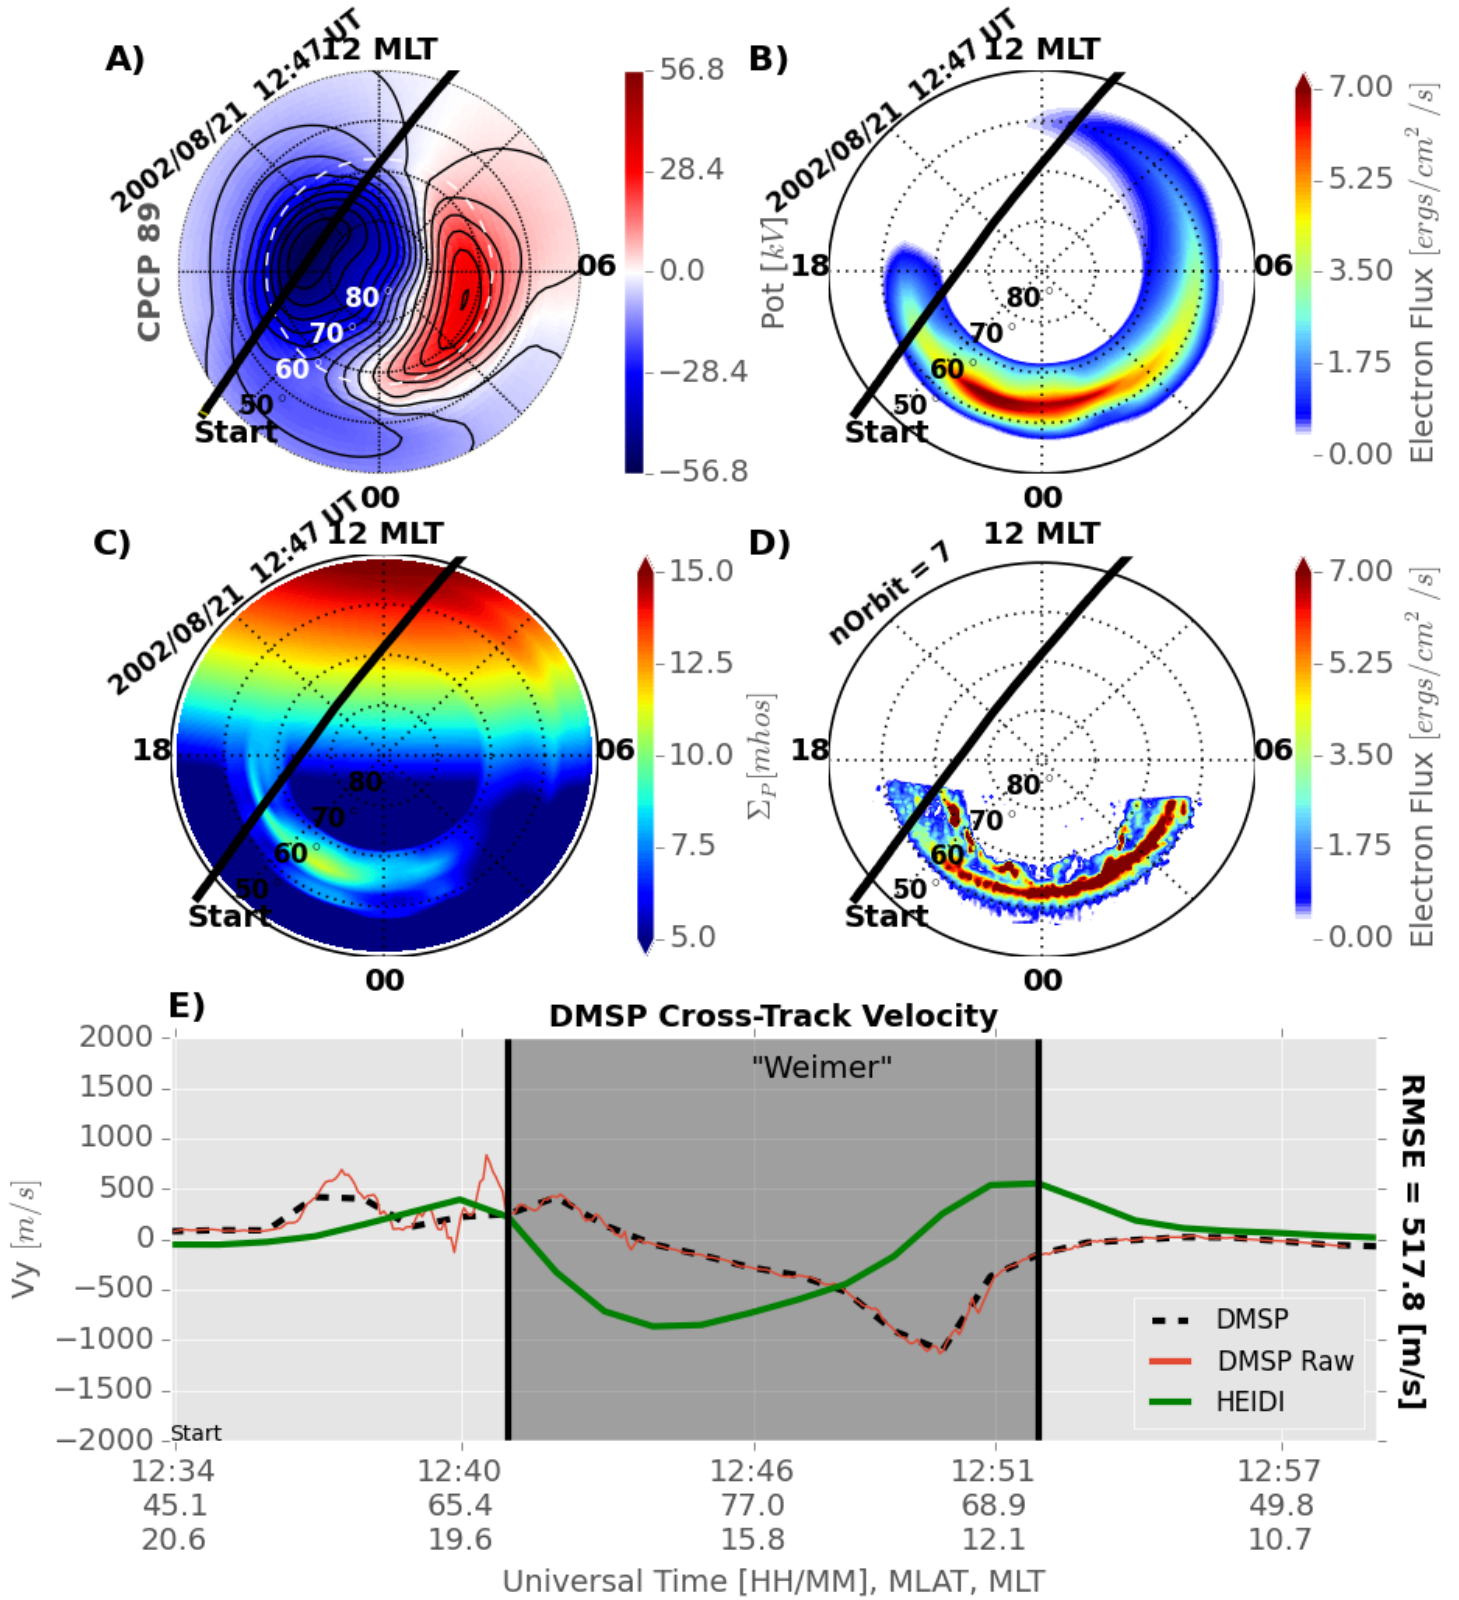 A)
2002/08/21 12:47 UT
12 MLT
CPCP 89
80°
70°
60°
50°
Start
06
00
56.8
28.4
0.0
−28.4
−56.8
Pot [kV]
B)
2002/08/21 12:47 UT
12 MLT
18
06
80°
70°
60°
50°
Start
00
7.00
5.25
3.50
1.75
0.00
Electron Flux [ergs/cm² /s]
C)
2002/08/21 12:47 UT
12 MLT
18
06
80°
70°
60°
50°
Start
00
15.0
12.5
10.0
7.5
5.0
Σ_P [mhos]
D)
nOrbit = 7
12 MLT
18
06
80°
70°
60°
50°
Start
00
7.00
5.25
3.50
1.75
0.00
Electron Flux [ergs/cm² /s]
E)
DMSP Cross-Track Velocity
"Weimer"
2000
1500
1000
500
0
−500
−1000
−1500
−2000
Vy [m/s]
Start
DMSP
DMSP Raw
HEIDI
RMSE = 517.8 [m/s]
12:34 12:40 12:46 12:51 12:57
45.1 65.4 77.0 68.9 49.8
20.6 19.6 15.8 12.1 10.7
Universal Time [HH/MM], MLAT, MLT